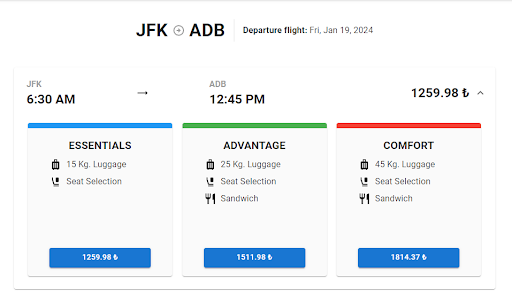 JFK ADB Departure flight: Fri, Jan 19, 2024
JFK
6:30 AM
→
ADB
12:45 PM
1259.98 ₺
ESSENTIALS
15 Kg. Luggage
Seat Selection
1259.98 ₺
ADVANTAGE
25 Kg. Luggage
Seat Selection
Sandwich
1511.98 ₺
COMFORT
45 Kg. Luggage
Seat Selection
Sandwich
1814.37 ₺